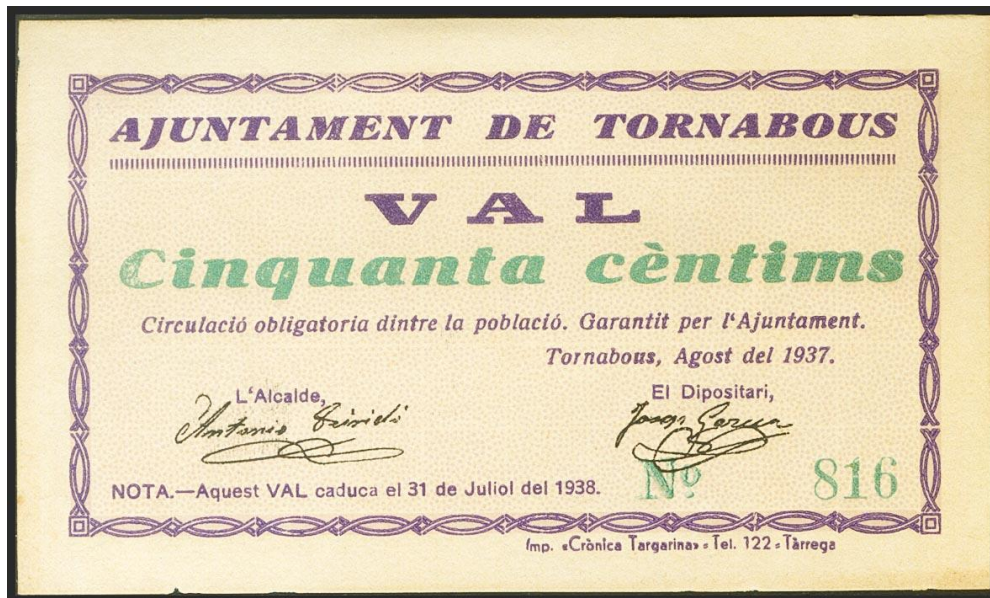 AJUNTAMENT DE TORNABOUS
VAL
Cinquanta cèntims
Circulació obligatoria dintre la població. Garantit per l'Ajuntament.
Tornabous, Agost del 1937.
L'Alcalde, El Dipositari,
Antonio
NOTA.—Aquest VAL caduca el 31 de Juliol del 1938. Nº 816
Imp. «Crònica Targarina» - Tel. 122 - Tàrrega